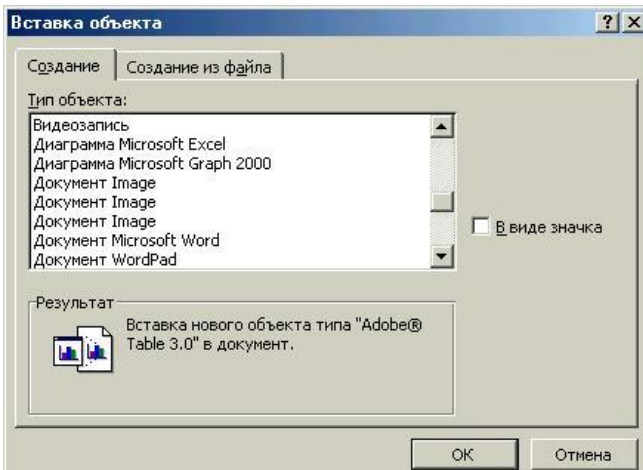 Вставка объекта
Создание
Создание из файла
Тип объекта:
Видеозапись
Диаграмма Microsoft Excel
Диаграмма Microsoft Graph 2000
Документ Image
Документ Image
Документ Image
Документ Microsoft Word
Документ WordPad
В виде значка
Результат
Вставка нового объекта типа "Adobe®
Table 3.0" в документ.
ОК
Отмена